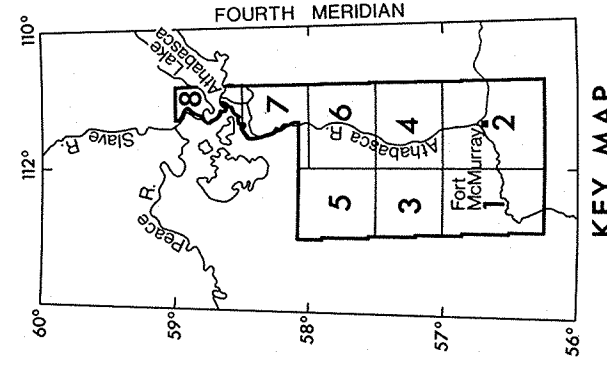 FOURTH MERIDIAN
110°
112°
60°
59°
58°
57°
56°
Slave R.
Lake
Athabasca
Peace R.
8
7
6
5
4
3
2
1
Athabasca R.
Fort
McMurray
KEY MAP